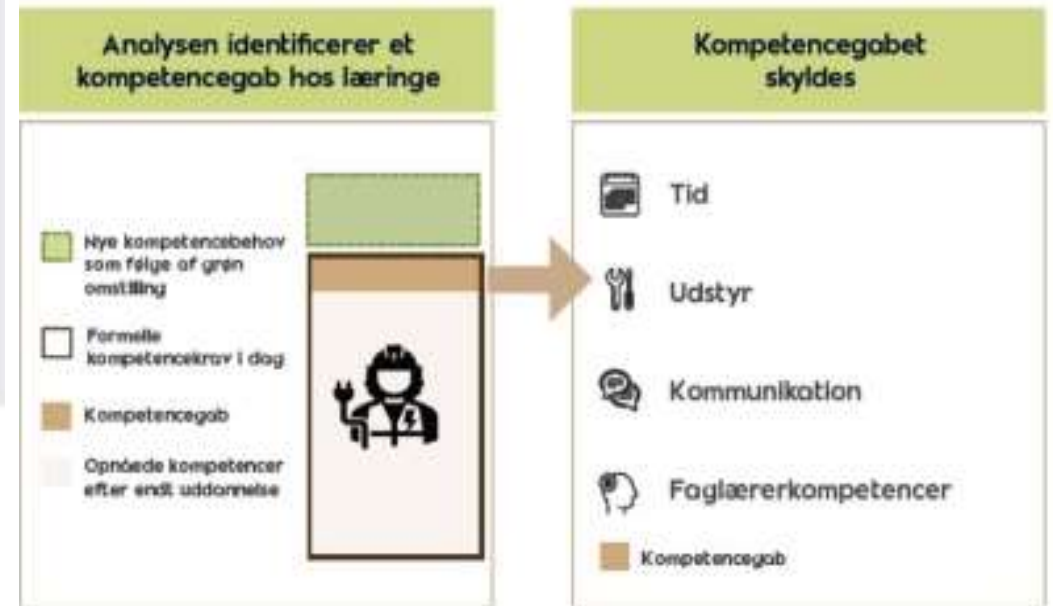 Analysen identificerer et
kompetencegab hos læringe
Nye kompetencebehov
som følge af grøn
omstilling
Formelle
kompetencekrav i dag
Kompetencegab
Opnåede kompetencer
efter endt uddannelse
Kompetencegabet
skyldes
Tid
Udstyr
Kommunikation
Faglærerkompetencer
Kompetencegab